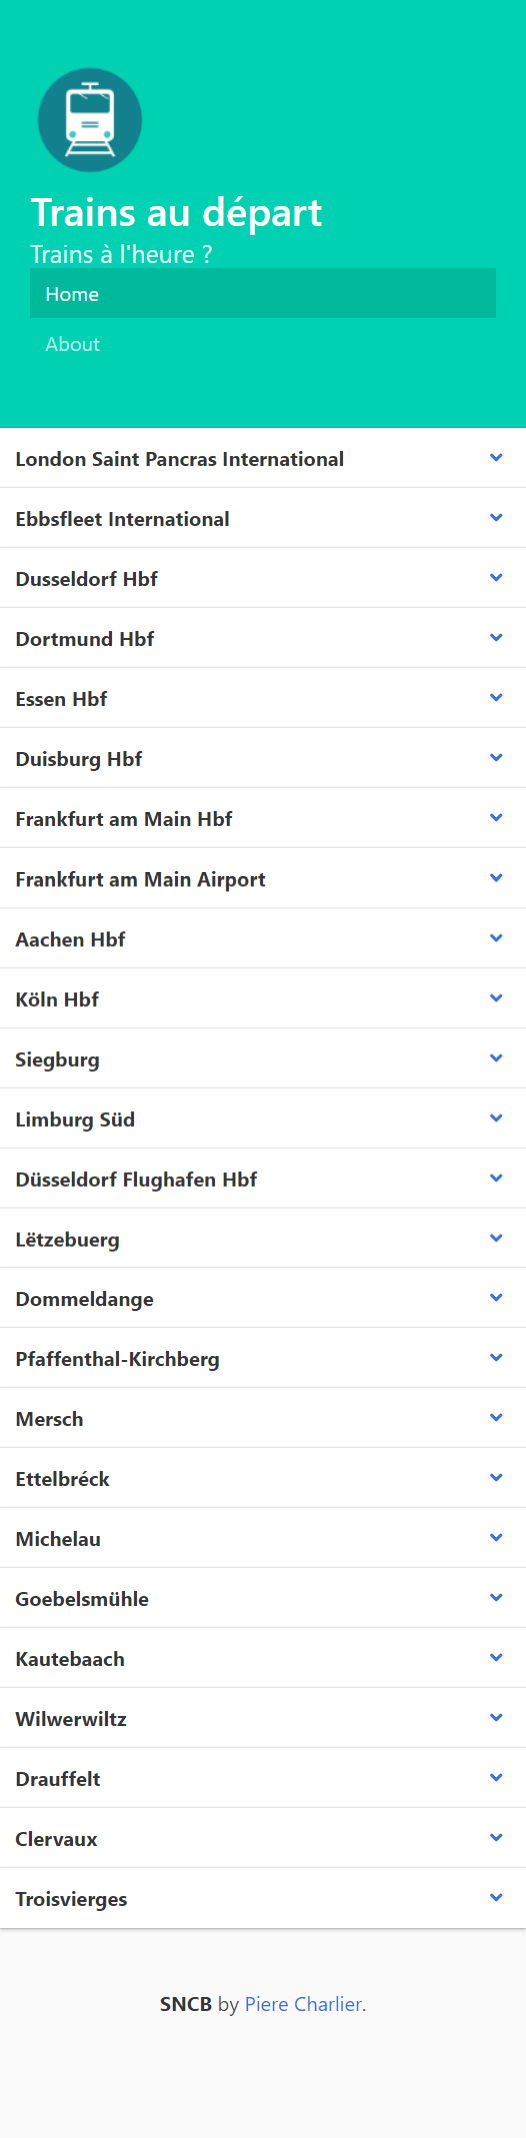 Trains au départ
Trains à l'heure ?
Home
About
London Saint Pancras International
Ebbsfleet International
Dusseldorf Hbf
Dortmund Hbf
Essen Hbf
Duisburg Hbf
Frankfurt am Main Hbf
Frankfurt am Main Airport
Aachen Hbf
Köln Hbf
Siegburg
Limburg Süd
Düsseldorf Flughafen Hbf
Lëtzebuerg
Dommeldange
Pfaffenthal-Kirchberg
Mersch
Ettelbréck
Michelau
Goebelsmühle
Kautebaach
Wilwerwiltz
Drauffelt
Clervaux
Troisvierges
SNCB by Piere Charlier.